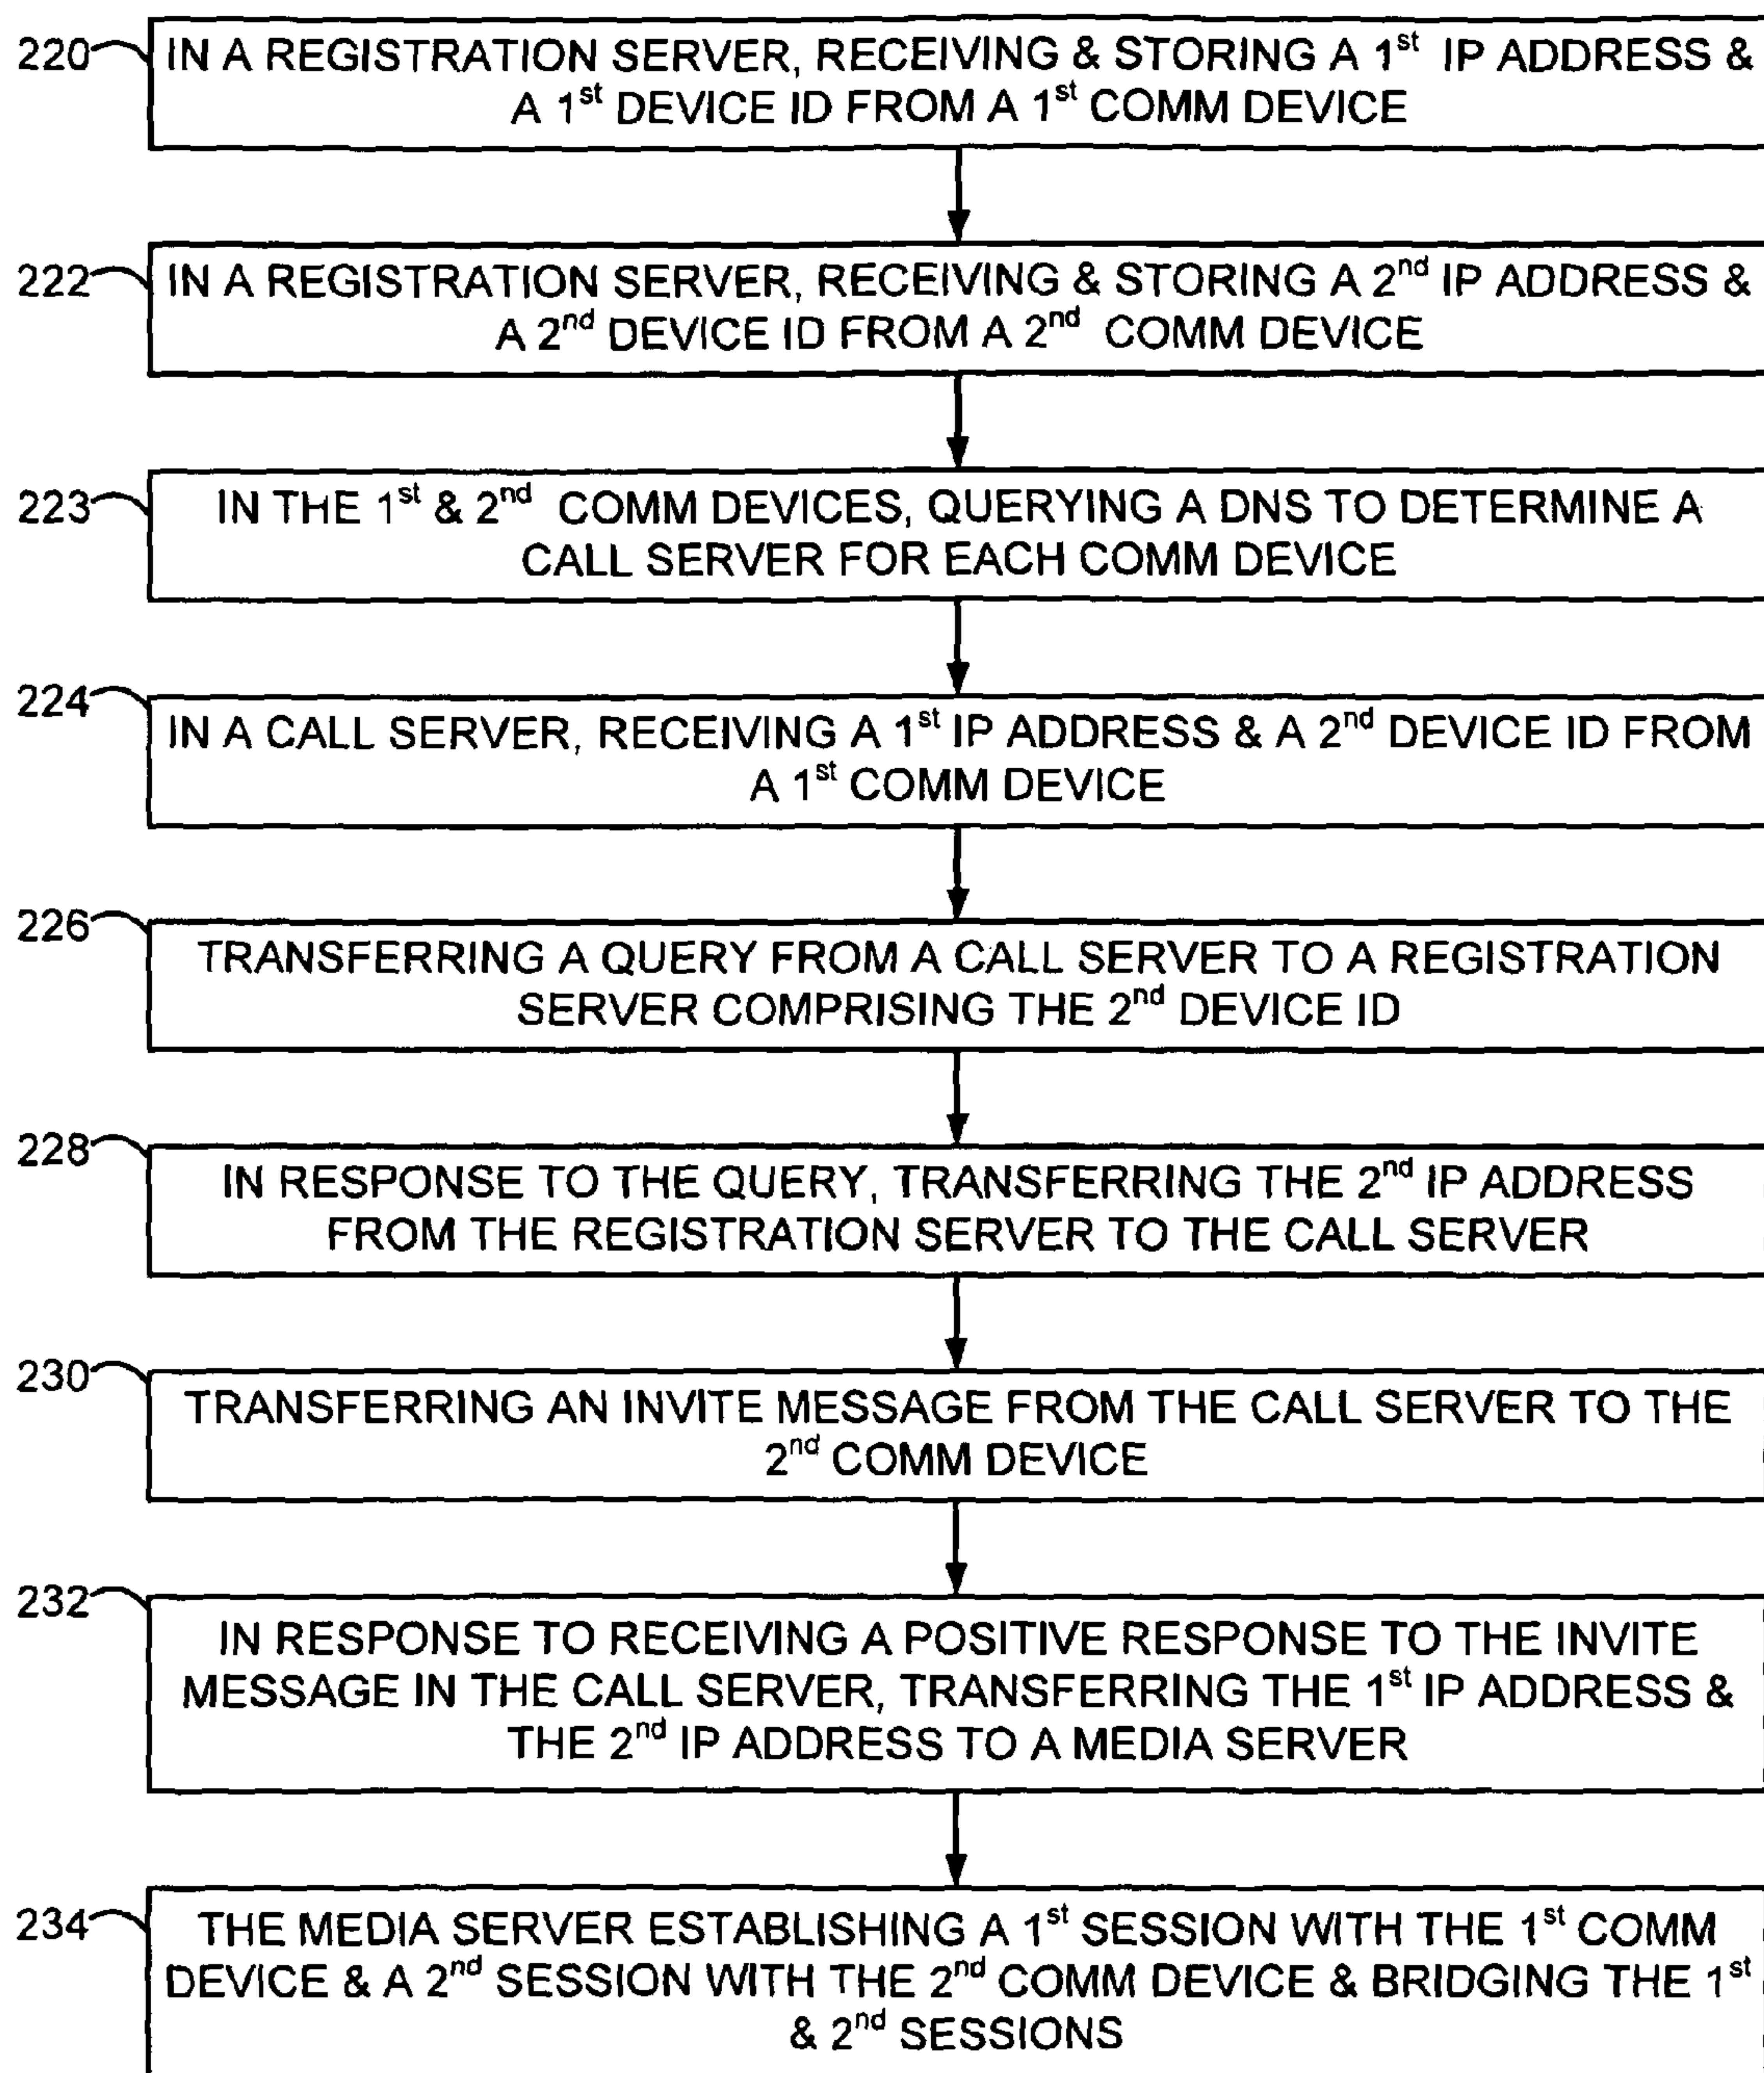 220
IN A REGISTRATION SERVER, RECEIVING & STORING A 1st IP ADDRESS &
A 1st DEVICE ID FROM A 1st COMM DEVICE
222
IN A REGISTRATION SERVER, RECEIVING & STORING A 2nd IP ADDRESS &
A 2nd DEVICE ID FROM A 2nd COMM DEVICE
223
IN THE 1st & 2nd COMM DEVICES, QUERYING A DNS TO DETERMINE A
CALL SERVER FOR EACH COMM DEVICE
224
IN A CALL SERVER, RECEIVING A 1st IP ADDRESS & A 2nd DEVICE ID FROM
A 1st COMM DEVICE
226
TRANSFERRING A QUERY FROM A CALL SERVER TO A REGISTRATION
SERVER COMPRISING THE 2nd DEVICE ID
228
IN RESPONSE TO THE QUERY, TRANSFERRING THE 2nd IP ADDRESS
FROM THE REGISTRATION SERVER TO THE CALL SERVER
230
TRANSFERRING AN INVITE MESSAGE FROM THE CALL SERVER TO THE
2nd COMM DEVICE
232
IN RESPONSE TO RECEIVING A POSITIVE RESPONSE TO THE INVITE
MESSAGE IN THE CALL SERVER, TRANSFERRING THE 1st IP ADDRESS &
THE 2nd IP ADDRESS TO A MEDIA SERVER
234
THE MEDIA SERVER ESTABLISHING A 1st SESSION WITH THE 1st COMM
DEVICE & A 2nd SESSION WITH THE 2nd COMM DEVICE & BRIDGING THE 1st
& 2nd SESSIONS